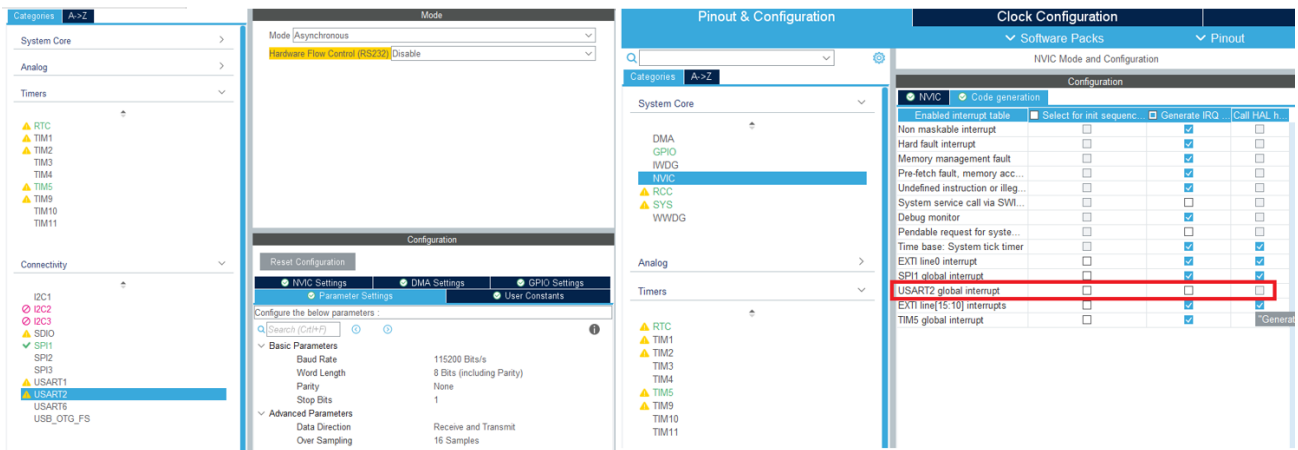 Categories A->Z
System Core
Analog
Timers
RTC
TIM1
TIM2
TIM3
TIM4
TIM5
TIM9
TIM10
TIM11
Connectivity
I2C1
I2C2
I2C3
SDIO
SPI1
SPI2
SPI3
USART1
USART2
USART6
USB_OTG_FS
Mode
Mode Asynchronous
Hardware Flow Control (RS232) Disable
Configuration
Reset Configuration
NVIC Settings DMA Settings GPIO Settings
Parameter Settings User Constants
Configure the below parameters :
Search (Ctrl+F)
Basic Parameters
Baud Rate 115200 Bits/s
Word Length 8 Bits (including Parity)
Parity None
Stop Bits 1
Advanced Parameters
Data Direction Receive and Transmit
Over Sampling 16 Samples
Pinout & Configuration Clock Configuration
Software Packs Pinout
Categories A->Z
System Core
DMA
GPIO
IWDG
NVIC
RCC
SYS
WWDG
Analog
Timers
RTC
TIM1
TIM2
TIM3
TIM4
TIM5
TIM9
TIM10
TIM11
NVIC Mode and Configuration
Configuration
NVIC Code generation
Enabled interrupt table Select for init sequenc... Generate IRQ ... Call HAL h...
Non maskable interrupt
Hard fault interrupt
Memory management fault
Pre-fetch fault, memory acc...
Undefined instruction or illeg...
System service call via SWI...
Debug monitor
Pendable request for syste...
Time base: System tick timer
EXTI line0 interrupt
SPI1 global interrupt
USART2 global interrupt
EXTI line[15:10] interrupts
TIM5 global interrupt "Generat